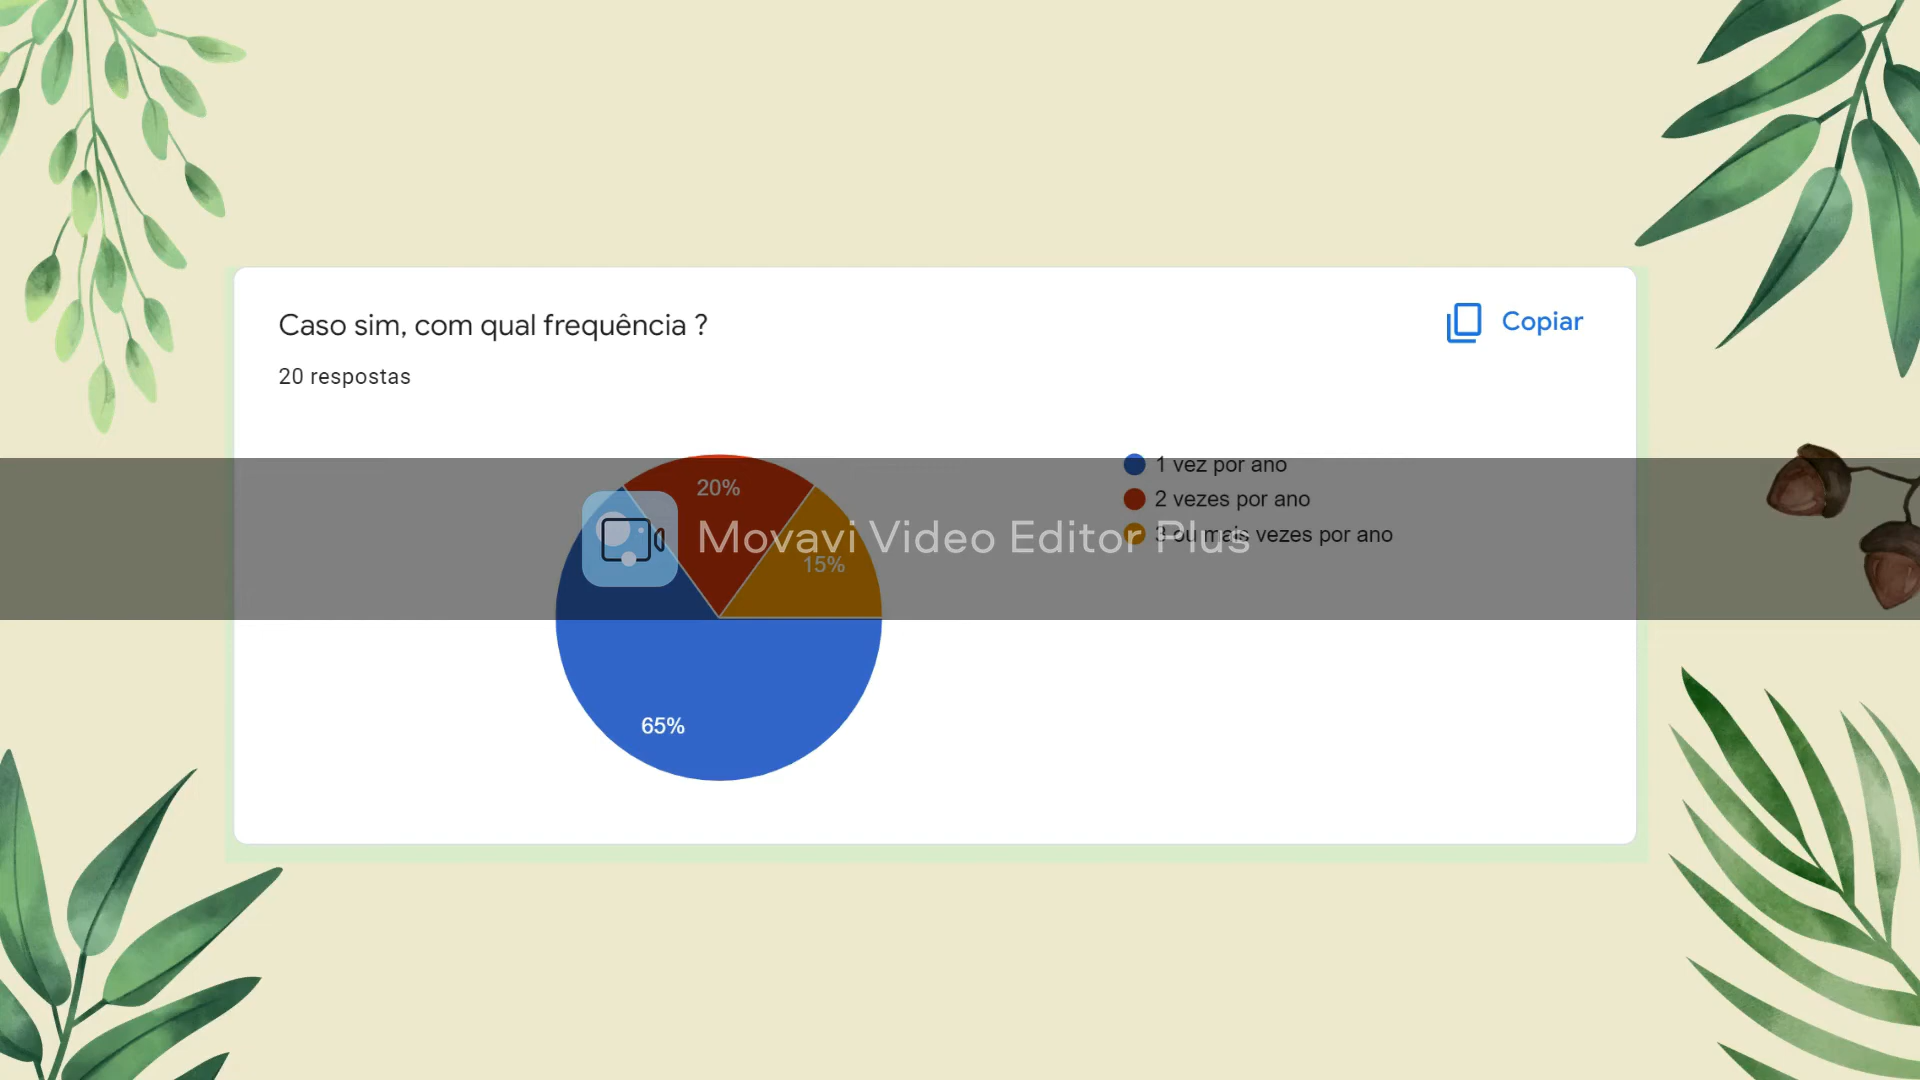 Caso sim, com qual frequência ?
Copiar
20 respostas
1 vez por ano
20%
2 vezes por ano
Movavi Video Editor Plus
3 ou mais vezes por ano
15%
65%